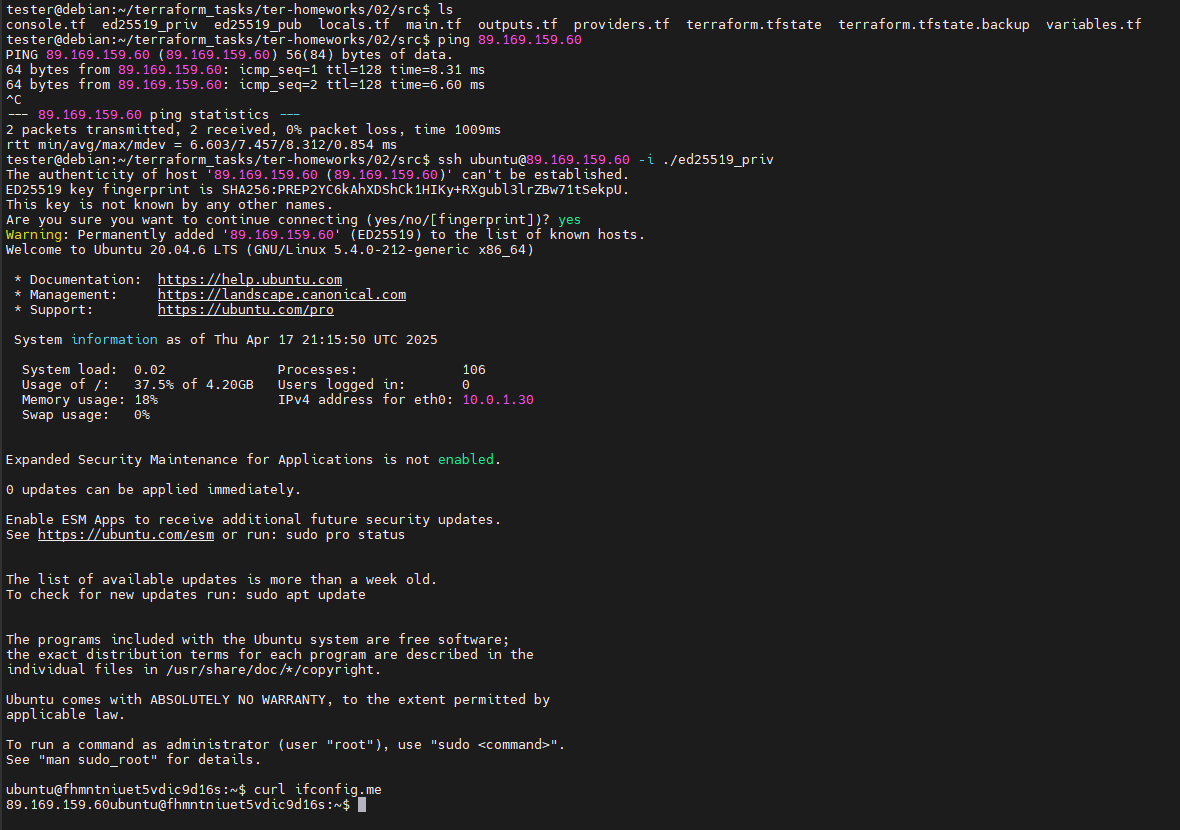 tester@debian:~/terraform_tasks/ter-homeworks/02/src$ ls
console.tf  ed25519_priv  ed25519_pub  locals.tf  main.tf  outputs.tf  providers.tf  terraform.tfstate  terraform.tfstate.backup  variables.tf
tester@debian:~/terraform_tasks/ter-homeworks/02/src$ ping 89.169.159.60
PING 89.169.159.60 (89.169.159.60) 56(84) bytes of data.
64 bytes from 89.169.159.60: icmp_seq=1 ttl=128 time=8.31 ms
64 bytes from 89.169.159.60: icmp_seq=2 ttl=128 time=6.60 ms
^C
--- 89.169.159.60 ping statistics ---
2 packets transmitted, 2 received, 0% packet loss, time 1009ms
rtt min/avg/max/mdev = 6.603/7.457/8.312/0.854 ms
tester@debian:~/terraform_tasks/ter-homeworks/02/src$ ssh ubuntu@89.169.159.60 -i ./ed25519_priv
The authenticity of host '89.169.159.60 (89.169.159.60)' can't be established.
ED25519 key fingerprint is SHA256:PREP2YC6kAhXDShCk1HIKy+RXgubl3lrZBw71tSekpU.
This key is not known by any other names.
Are you sure you want to continue connecting (yes/no/[fingerprint])? yes
Warning: Permanently added '89.169.159.60' (ED25519) to the list of known hosts.
Welcome to Ubuntu 20.04.6 LTS (GNU/Linux 5.4.0-212-generic x86_64)

 * Documentation:  https://help.ubuntu.com
 * Management:     https://landscape.canonical.com
 * Support:        https://ubuntu.com/pro

 System information as of Thu Apr 17 21:15:50 UTC 2025

  System load:  0.02              Processes:             106
  Usage of /:   37.5% of 4.20GB   Users logged in:       0
  Memory usage: 18%               IPv4 address for eth0: 10.0.1.30
  Swap usage:   0%

Expanded Security Maintenance for Applications is not enabled.

0 updates can be applied immediately.

Enable ESM Apps to receive additional future security updates.
See https://ubuntu.com/esm or run: sudo pro status

The list of available updates is more than a week old.
To check for new updates run: sudo apt update

The programs included with the Ubuntu system are free software;
the exact distribution terms for each program are described in the
individual files in /usr/share/doc/*/copyright.

Ubuntu comes with ABSOLUTELY NO WARRANTY, to the extent permitted by
applicable law.

To run a command as administrator (user "root"), use "sudo <command>".
See "man sudo_root" for details.

ubuntu@fhmntniuet5vdic9d16s:~$ curl ifconfig.me
89.169.159.60ubuntu@fhmntniuet5vdic9d16s:~$